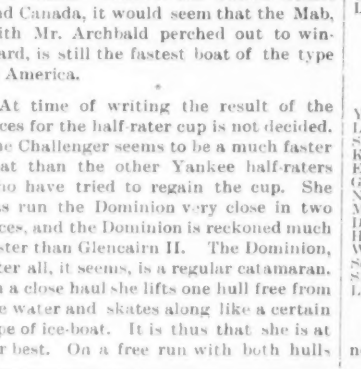 nd Canada, it would seem that the Mab,
ith Mr. Archbald perched out to win-
ard, is still the fastest boat of the type
America.
At time of writing the result of the
ces for the half-rater cup is not decided.
he Challenger seems to be a much faster
at than the other Yankee half-raters
ho have tried to regain the cup. She
as run the Dominion very close in two
ces, and the Dominion is reckoned much
ster than Glencairn II. The Dominion,
ter all, it seems, is a regular catamaran.
n a close haul she lifts one hull free from
e water and skates along like a certain
pe of ice-boat. It is thus that she is at
r best. On a free run with both hulls